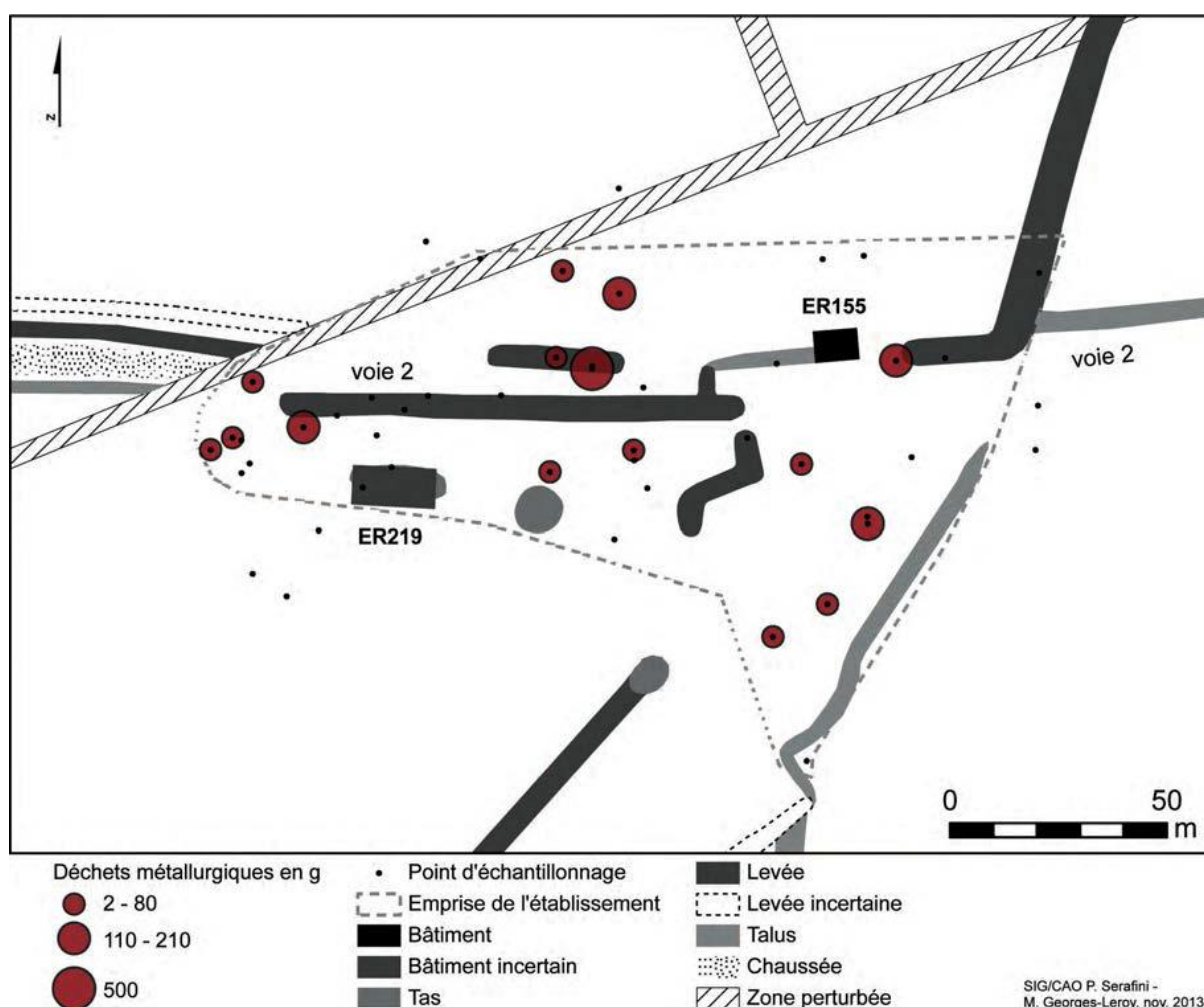 z
ER155
voie 2
voie 2
ER219
0 50
m
Déchets métallurgiques en g
2 - 80
110 - 210
500
Point d'échantillonnage
Emprise de l'établissement
Bâtiment
Bâtiment incertain
Tas
Levée
Levée incertaine
Talus
Chaussée
Zone perturbée
SIG/CAO P. Serafini -
M. Georges-Leroy, nov. 2013